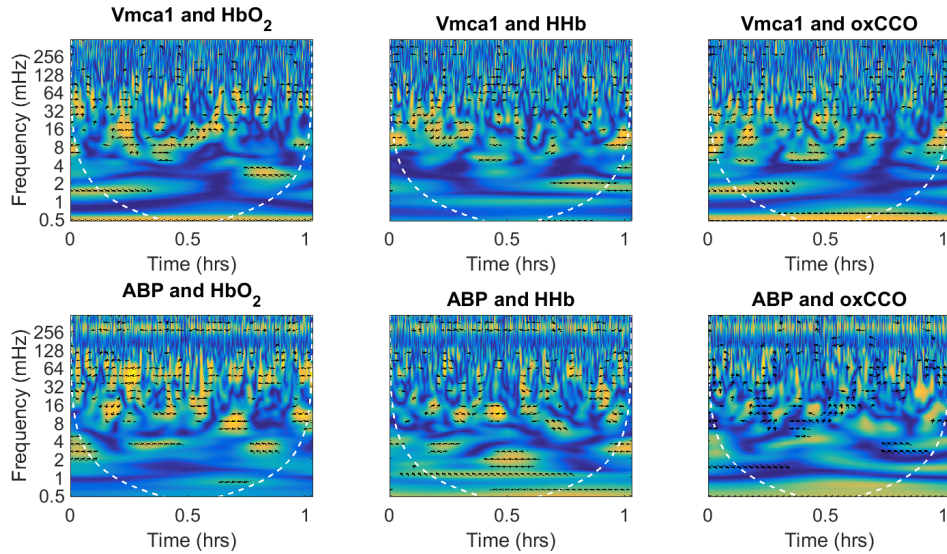 Vmca1 and HbO₂
Vmca1 and HHb
Vmca1 and oxCCO
Frequency (mHz)
256
128
64
32
16
8
4
2
1
0.5
0
0.5
1
0
0.5
1
0
0.5
1
Time (hrs)
Time (hrs)
Time (hrs)
ABP and HbO₂
ABP and HHb
ABP and oxCCO
Frequency (mHz)
256
128
64
32
16
8
4
2
1
0.5
0
0.5
1
0
0.5
1
0
0.5
1
Time (hrs)
Time (hrs)
Time (hrs)